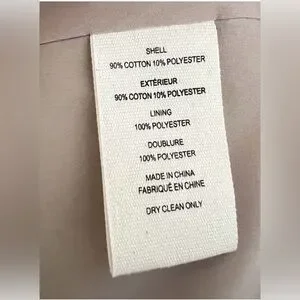 SHELL
90% COTTON 10% POLYESTER
EXTÉRIEUR
90% COTON 10% POLYESTER
LINING
100% POLYESTER
DOUBLURE
100% POLYESTER
MADE IN CHINA
FABRIQUÉ EN CHINE
DRY CLEAN ONLY